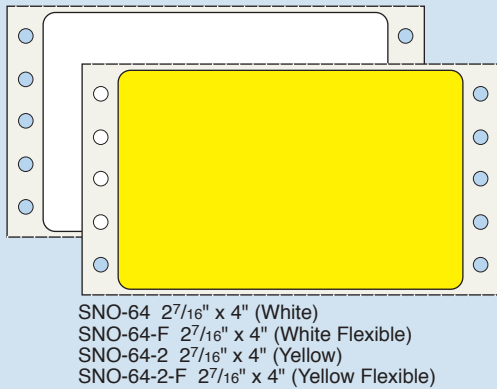 SNO-64  2⁷/₁₆" x 4" (White)
SNO-64-F  2⁷/₁₆" x 4" (White Flexible)
SNO-64-2  2⁷/₁₆" x 4" (Yellow)
SNO-64-2-F  2⁷/₁₆" x 4" (Yellow Flexible)